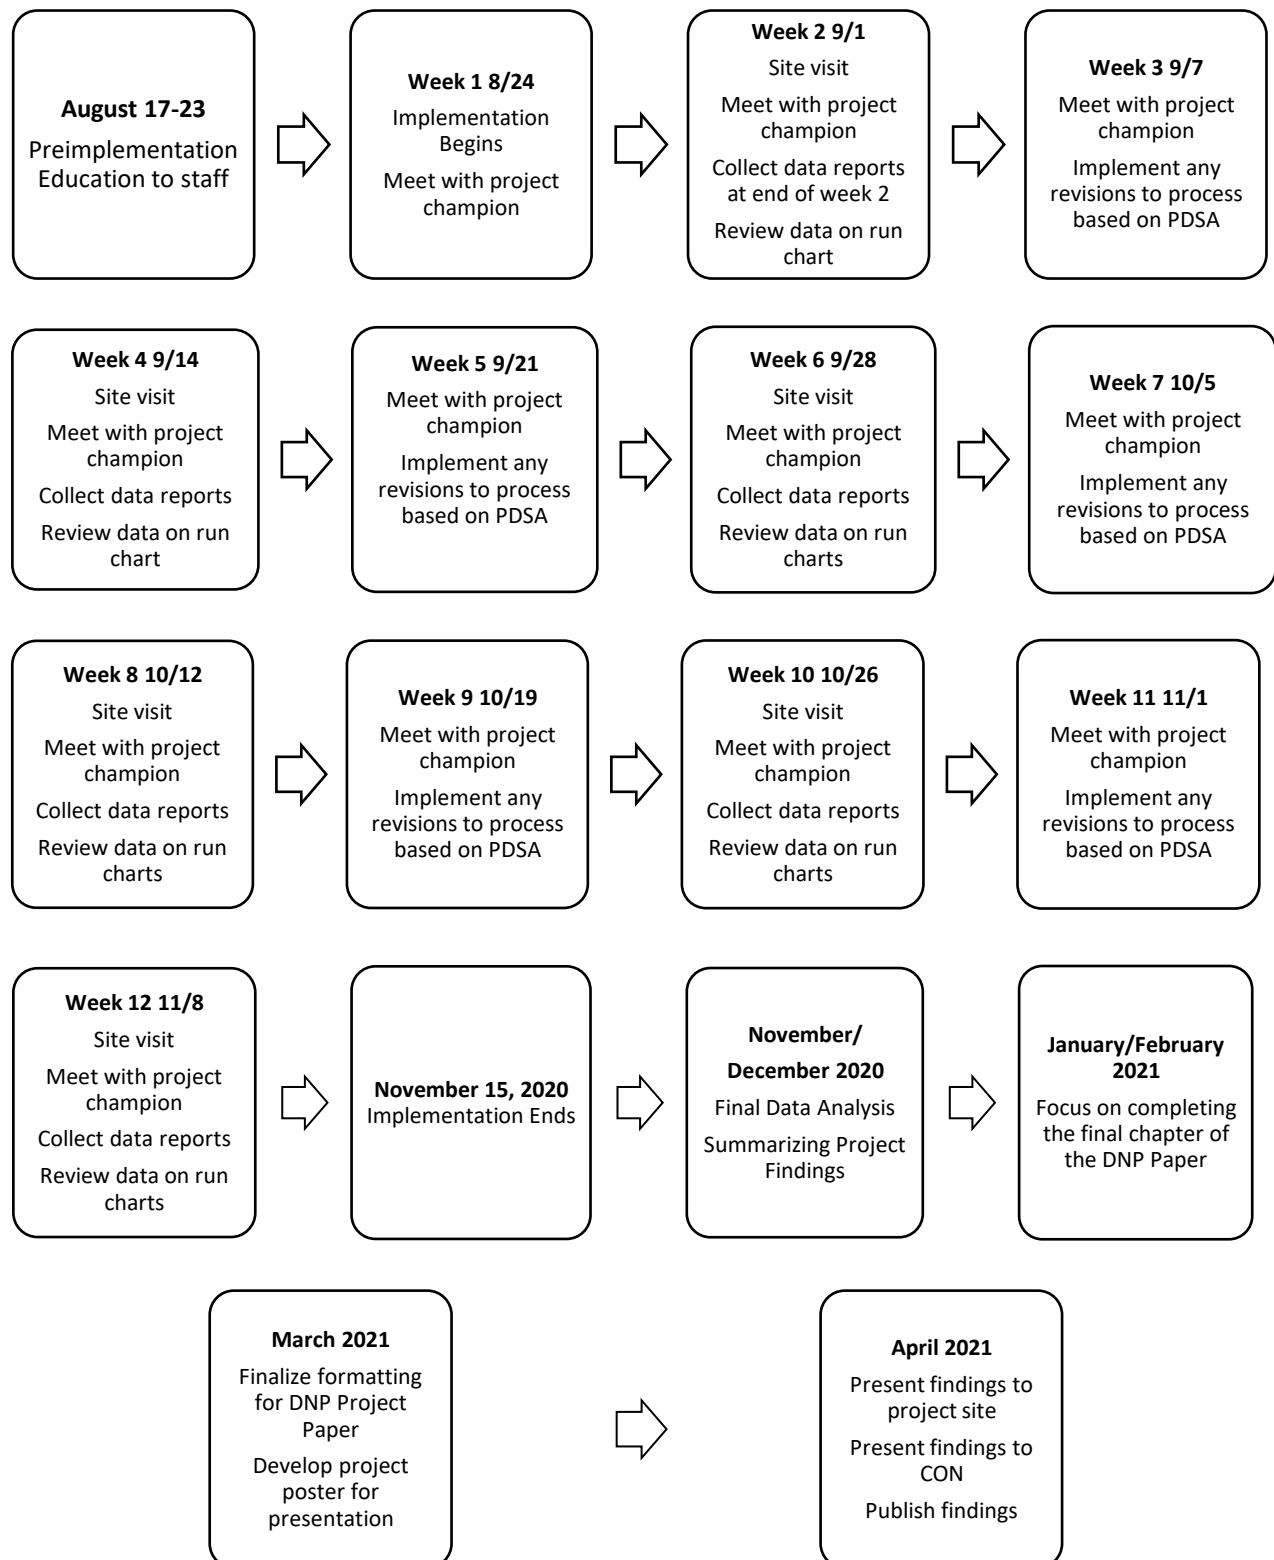 August 17-23
Preimplementation
Education to staff
Week 1 8/24
Implementation
Begins
Meet with project
champion
Week 2 9/1
Site visit
Meet with project
champion
Collect data reports
at end of week 2
Review data on run
chart
Week 3 9/7
Meet with project
champion
Implement any
revisions to process
based on PDSA
Week 4 9/14
Site visit
Meet with project
champion
Collect data reports
Review data on run
chart
Week 5 9/21
Meet with project
champion
Implement any
revisions to process
based on PDSA
Week 6 9/28
Site visit
Meet with project
champion
Collect data reports
Review data on run
charts
Week 7 10/5
Meet with project
champion
Implement any
revisions to process
based on PDSA
Week 8 10/12
Site visit
Meet with project
champion
Collect data reports
Review data on run
charts
Week 9 10/19
Meet with project
champion
Implement any
revisions to process
based on PDSA
Week 10 10/26
Site visit
Meet with project
champion
Collect data reports
Review data on run
charts
Week 11 11/1
Meet with project
champion
Implement any
revisions to process
based on PDSA
Week 12 11/8
Site visit
Meet with project
champion
Collect data reports
Review data on run
charts
November 15, 2020
Implementation Ends
November/
December 2020
Final Data Analysis
Summarizing Project
Findings
January/February
2021
Focus on completing
the final chapter of
the DNP Paper
March 2021
Finalize formatting
for DNP Project
Paper
Develop project
poster for
presentation
April 2021
Present findings to
project site
Present findings to
CON
Publish findings